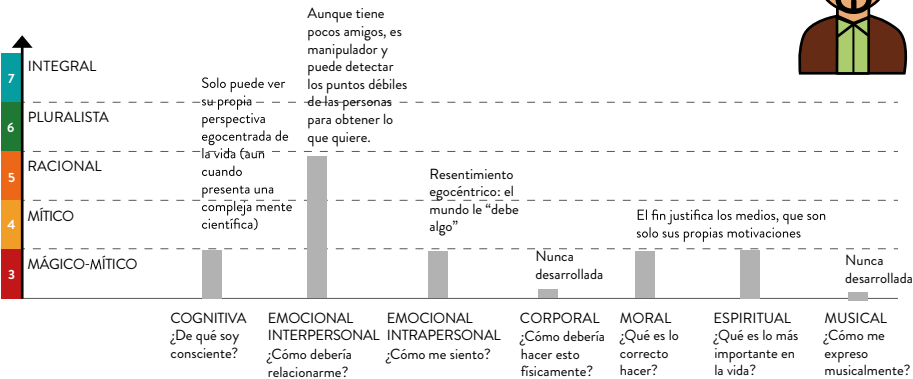 7
INTEGRAL
6
PLURALISTA
5
RACIONAL
4
MÍTICO
3
MÁGICO-MÍTICO
Solo puede ver
su propia
perspectiva
egocentrada de
la vida (aun
cuando
presenta una
compleja mente
científica)
Aunque tiene
pocos amigos, es
manipulador y
puede detectar
los puntos débiles
de las personas
para obtener lo
que quiere.
Resentimiento
egocéntrico: el
mundo le “debe
algo”
Nunca
desarrollada
El fin justifica los medios, que son
solo sus propias motivaciones
Nunca
desarrollada
COGNITIVA
¿De qué soy
consciente?
EMOCIONAL
INTERPERSONAL
¿Cómo debería
relacionarme?
EMOCIONAL
INTRAPERSONAL
¿Cómo me siento?
CORPORAL
¿Cómo debería
hacer esto
físicamente?
MORAL
¿Qué es lo
correcto
hacer?
ESPIRITUAL
¿Qué es lo más
importante en
la vida?
MUSICAL
¿Cómo me
expreso
musicalmente?